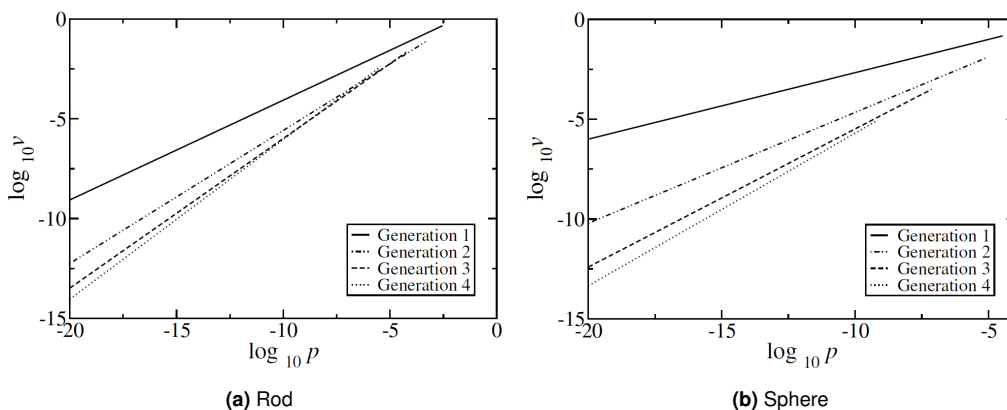 0
-5
-10
-15
log 10 v
Generation 1
Generation 2
Geneartion 3
Generation 4
-20
-15
-10
-5
0
log 10 p
(a) Rod
0
-5
-10
-15
log 10 v
Generation 1
Generation 2
Generation 3
Generation 4
-20
-15
-10
-5
log 10 p
(b) Sphere